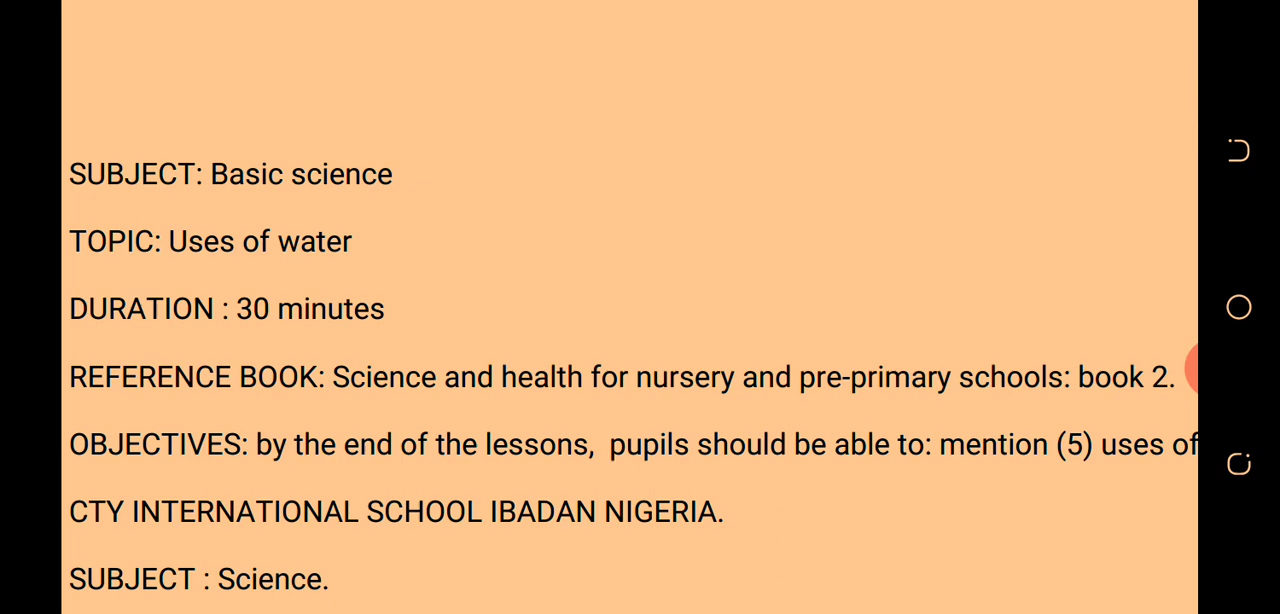 SUBJECT: Basic science
TOPIC: Uses of water
DURATION : 30 minutes
REFERENCE BOOK: Science and health for nursery and pre-primary schools: book 2.
OBJECTIVES: by the end of the lessons,  pupils should be able to: mention (5) uses of
CTY INTERNATIONAL SCHOOL IBADAN NIGERIA.
SUBJECT : Science.